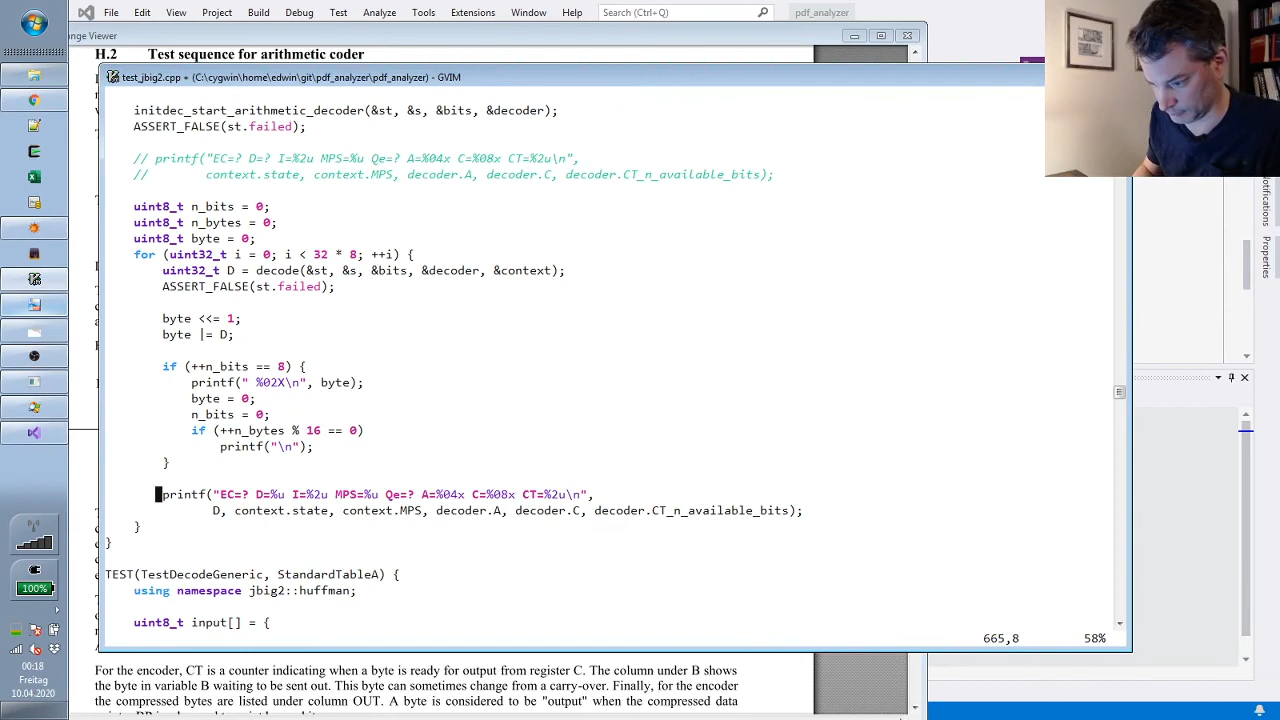 File Edit View Project Build Debug Test Analyze Tools Extensions Window Help Search (Ctrl+Q) pdf_analyzer
nge Viewer
H.2 Test sequence for arithmetic coder
test_jbig2.cpp + (C:\cygwin\home\edwin\git\pdf_analyzer\pdf_analyzer) - GVIM
initdec_start_arithmetic_decoder(&st, &s, &bits, &decoder);
ASSERT_FALSE(st.failed);
// printf("EC=? D=? I=%2u MPS=%u Qe=? A=%04x C=%08x CT=%2u\n",
// context.state, context.MPS, decoder.A, decoder.C, decoder.CT_n_available_bits);
uint8_t n_bits = 0;
uint8_t n_bytes = 0;
uint8_t byte = 0;
for (uint32_t i = 0; i < 32 * 8; ++i) {
uint32_t D = decode(&st, &s, &bits, &decoder, &context);
ASSERT_FALSE(st.failed);
byte <<= 1;
byte |= D;
if (++n_bits == 8) {
printf(" %02X\n", byte);
byte = 0;
n_bits = 0;
if (++n_bytes % 16 == 0)
printf("\n");
}
printf("EC=? D=%u I=%2u MPS=%u Qe=? A=%04x C=%08x CT=%2u\n",
D, context.state, context.MPS, decoder.A, decoder.C, decoder.CT_n_available_bits);
}
}
TEST(TestDecodeGeneric, StandardTableA) {
using namespace jbig2::huffman;
uint8_t input[] = {
665,8 58%
For the encoder, CT is a counter indicating when a byte is ready for output from register C. The column under B shows
the byte in variable B waiting to be sent out. This byte can sometimes change from a carry-over. Finally, for the encoder
the compressed bytes are listed under column OUT. A byte is considered to be "output" when the compressed data
Notifications
Properties
100%
00:18
Freitag
10.04.2020